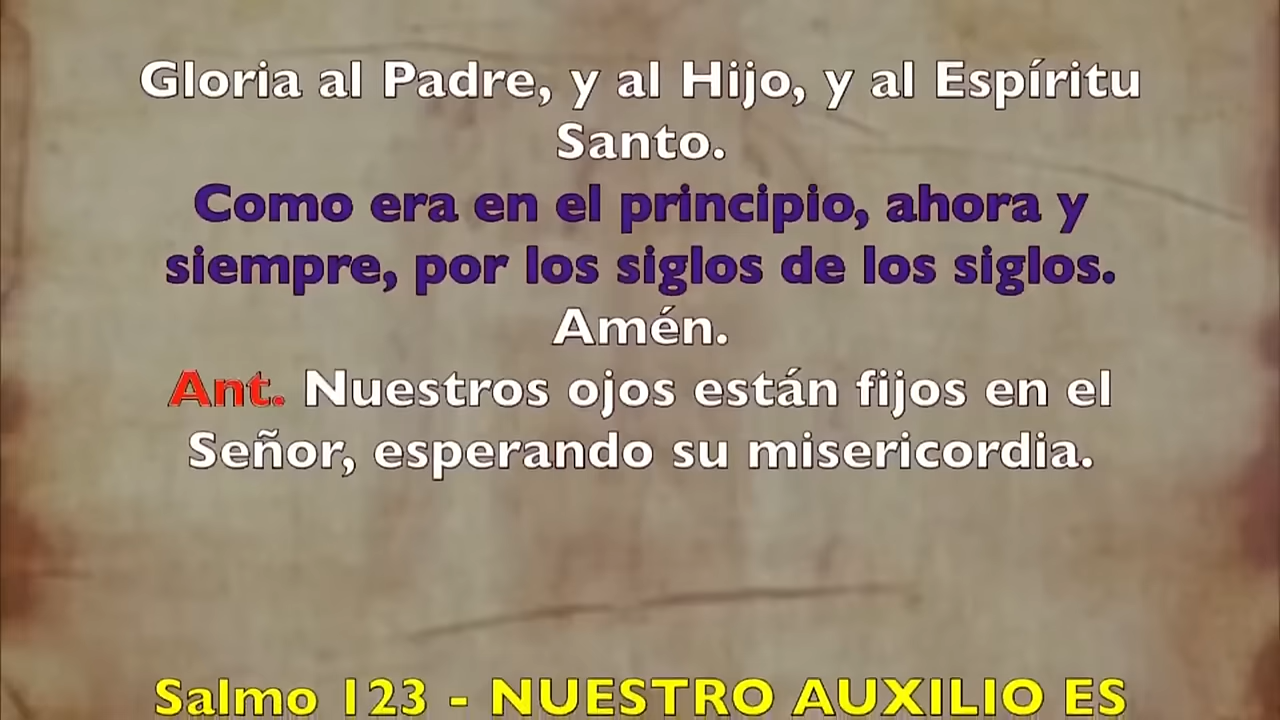 Gloria al Padre, y al Hijo, y al Espíritu
Santo.
Como era en el principio, ahora y
siempre, por los siglos de los siglos.
Amén.
Ant. Nuestros ojos están fijos en el
Señor, esperando su misericordia.
Salmo 123 - NUESTRO AUXILIO ES